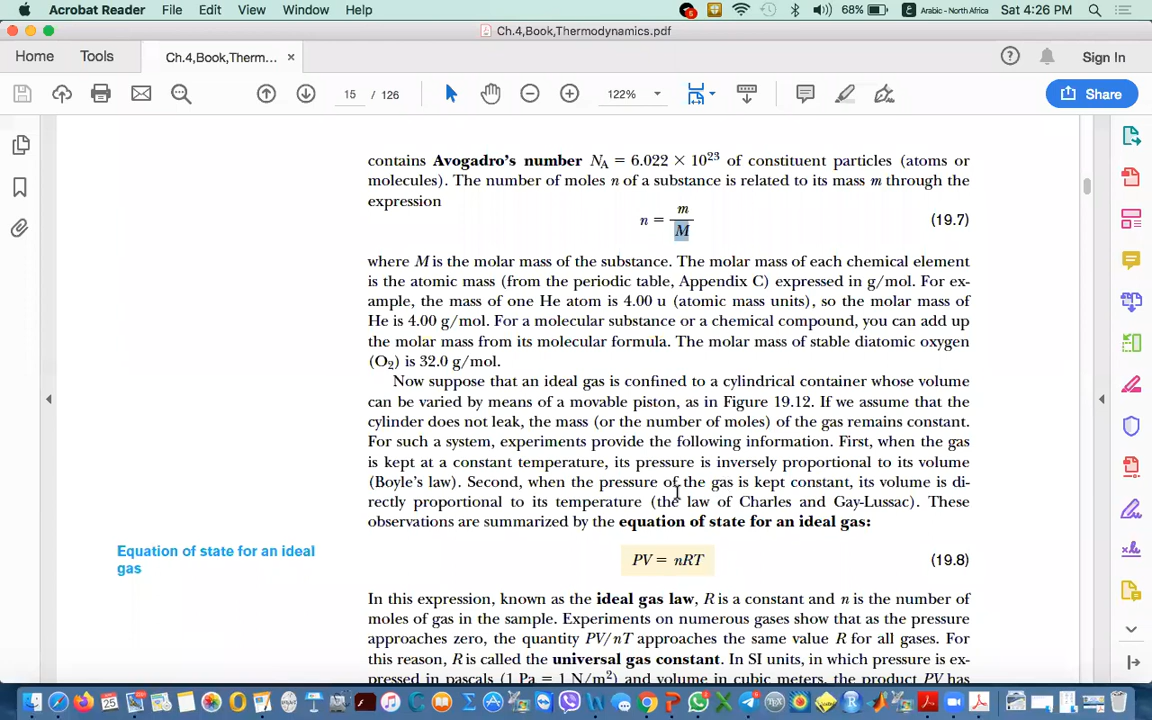 Acrobat Reader File Edit View Window Help 68% Arabic - North Africa Sat 4:26 PM
Ch.4,Book,Thermodynamics.pdf
Home Tools Ch.4,Book,Therm... × Sign In
15 / 126 122% Share
contains Avogadro's number N_A = 6.022 × 10^23 of constituent particles (atoms or
molecules). The number of moles n of a substance is related to its mass m through the
expression
n = m/M (19.7)
where M is the molar mass of the substance. The molar mass of each chemical element
is the atomic mass (from the periodic table, Appendix C) expressed in g/mol. For ex-
ample, the mass of one He atom is 4.00 u (atomic mass units), so the molar mass of
He is 4.00 g/mol. For a molecular substance or a chemical compound, you can add up
the molar mass from its molecular formula. The molar mass of stable diatomic oxygen
(O₂) is 32.0 g/mol.
Now suppose that an ideal gas is confined to a cylindrical container whose volume
can be varied by means of a movable piston, as in Figure 19.12. If we assume that the
cylinder does not leak, the mass (or the number of moles) of the gas remains constant.
For such a system, experiments provide the following information. First, when the gas
is kept at a constant temperature, its pressure is inversely proportional to its volume
(Boyle's law). Second, when the pressure of the gas is kept constant, its volume is di-
rectly proportional to its temperature (the law of Charles and Gay-Lussac). These
observations are summarized by the equation of state for an ideal gas:
Equation of state for an ideal
gas
PV = nRT (19.8)
In this expression, known as the ideal gas law, R is a constant and n is the number of
moles of gas in the sample. Experiments on numerous gases show that as the pressure
approaches zero, the quantity PV/nT approaches the same value R for all gases. For
this reason, R is called the universal gas constant. In SI units, in which pressure is ex-
pressed in pascals (1 Pa = 1 N/m²) and volume in cubic meters, the product PV has